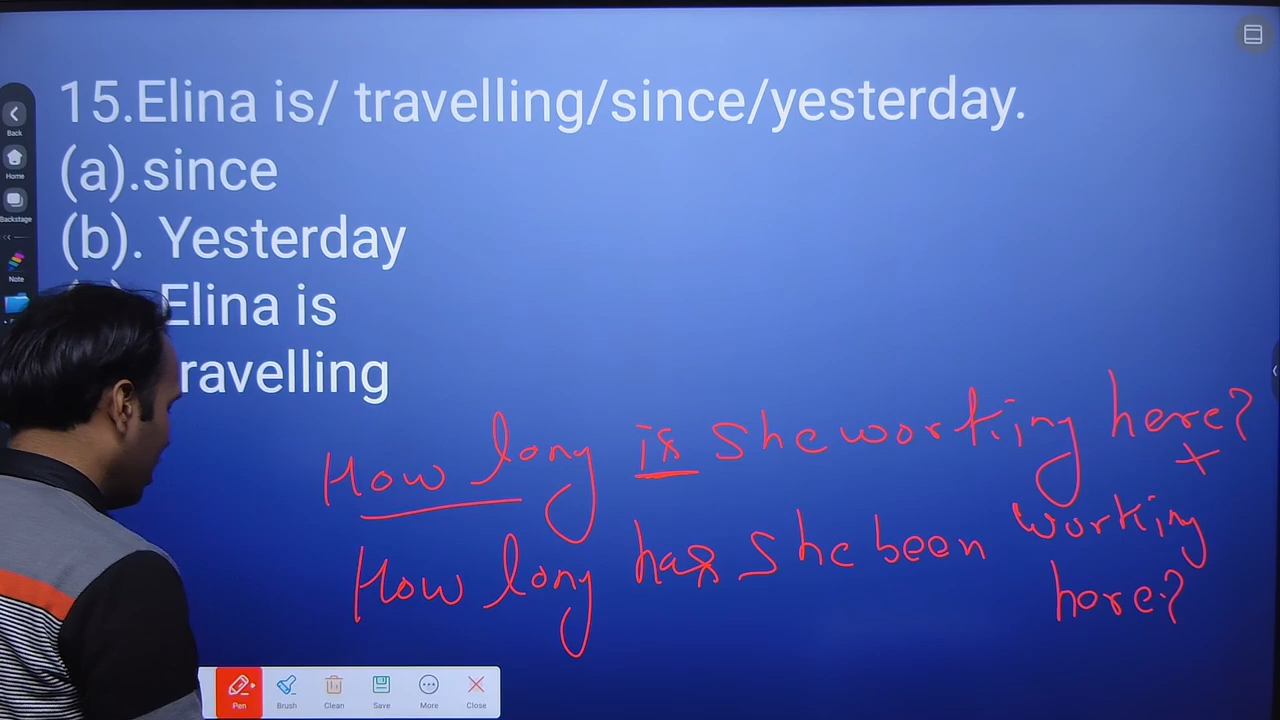 15.Elina is/ travelling/since/yesterday.
(a).since
(b). Yesterday
Elina is
ravelling
How long is she working here? x
How long has she been working
here?
Back
Home
Backstage
Note
Pen
Brush
Clean
Save
More
Close